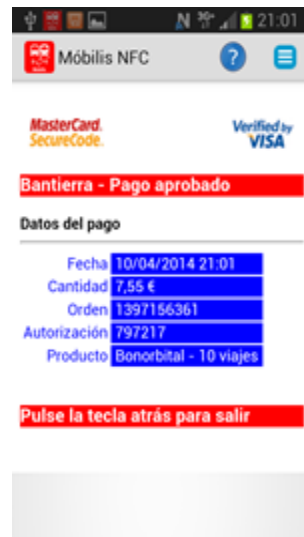 21:01
Móbilis NFC
?
MasterCard.
SecureCode.
Verified by
VISA
Bantierra - Pago aprobado
Datos del pago
Fecha 10/04/2014 21:01
Cantidad 7,55 €
Orden 1397156361
Autorización 797217
Producto Bonorbital - 10 viajes
Pulse la tecla atrás para salir